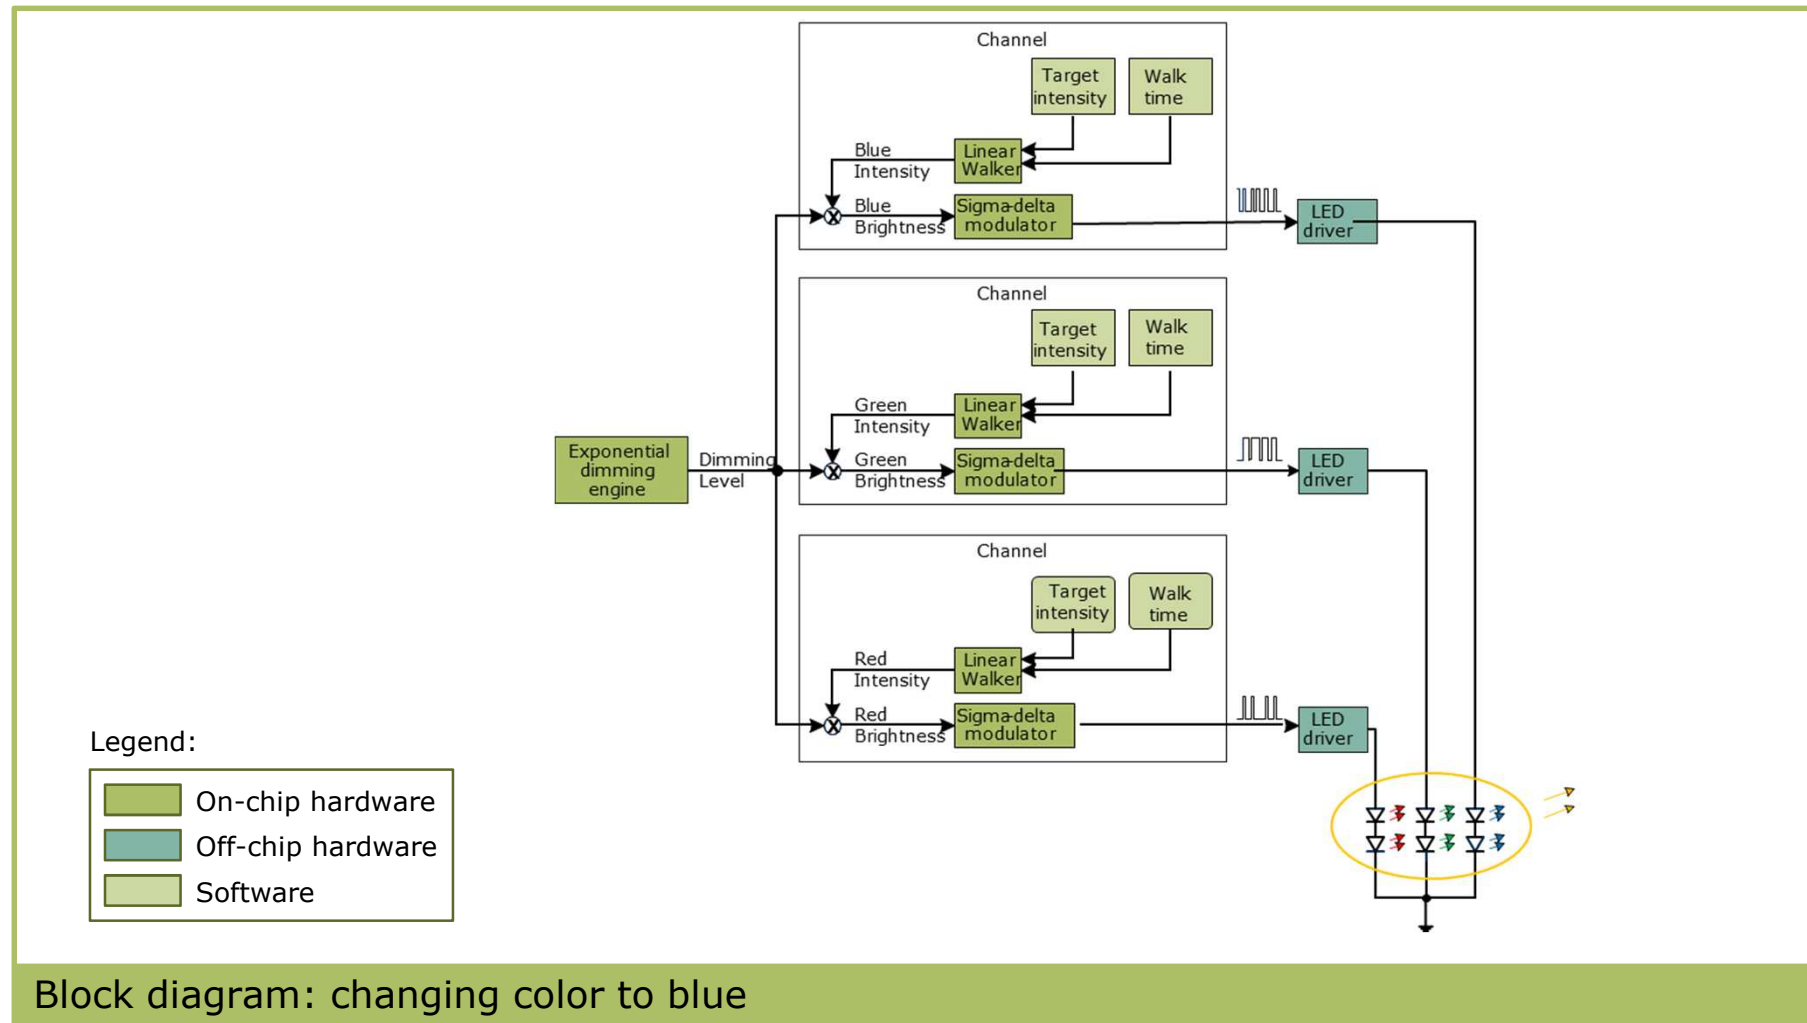 Channel
Target
intensity
Walk
time
Blue
Intensity
Linear
Walker
Blue
Brightness
Sigma-delta
modulator
LED
driver
Channel
Target
intensity
Walk
time
Green
Intensity
Linear
Walker
Exponential
dimming
engine
Dimming
Level
Green
Brightness
Sigma-delta
modulator
LED
driver
Channel
Target
intensity
Walk
time
Red
Intensity
Linear
Walker
Red
Brightness
Sigma-delta
modulator
LED
driver
Legend:
On-chip hardware
Off-chip hardware
Software
Block diagram: changing color to blue